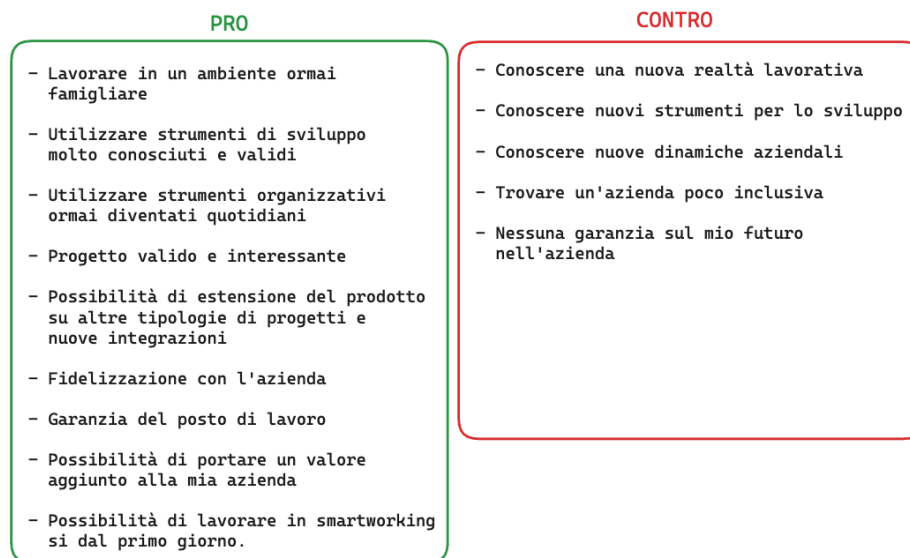 PRO
- Lavorare in un ambiente ormai
famigliare
- Utilizzare strumenti di sviluppo
molto conosciuti e validi
- Utilizzare strumenti organizzativi
ormai diventati quotidiani
- Progetto valido e interessante
- Possibilità di estensione del prodotto
su altre tipologie di progetti e
nuove integrazioni
- Fidelizzazione con l'azienda
- Garanzia del posto di lavoro
- Possibilità di portare un valore
aggiunto alla mia azienda
- Possibilità di lavorare in smartworking
si dal primo giorno.
CONTRO
- Conoscere una nuova realtà lavorativa
- Conoscere nuovi strumenti per lo sviluppo
- Conoscere nuove dinamiche aziendali
- Trovare un'azienda poco inclusiva
- Nessuna garanzia sul mio futuro
nell'azienda